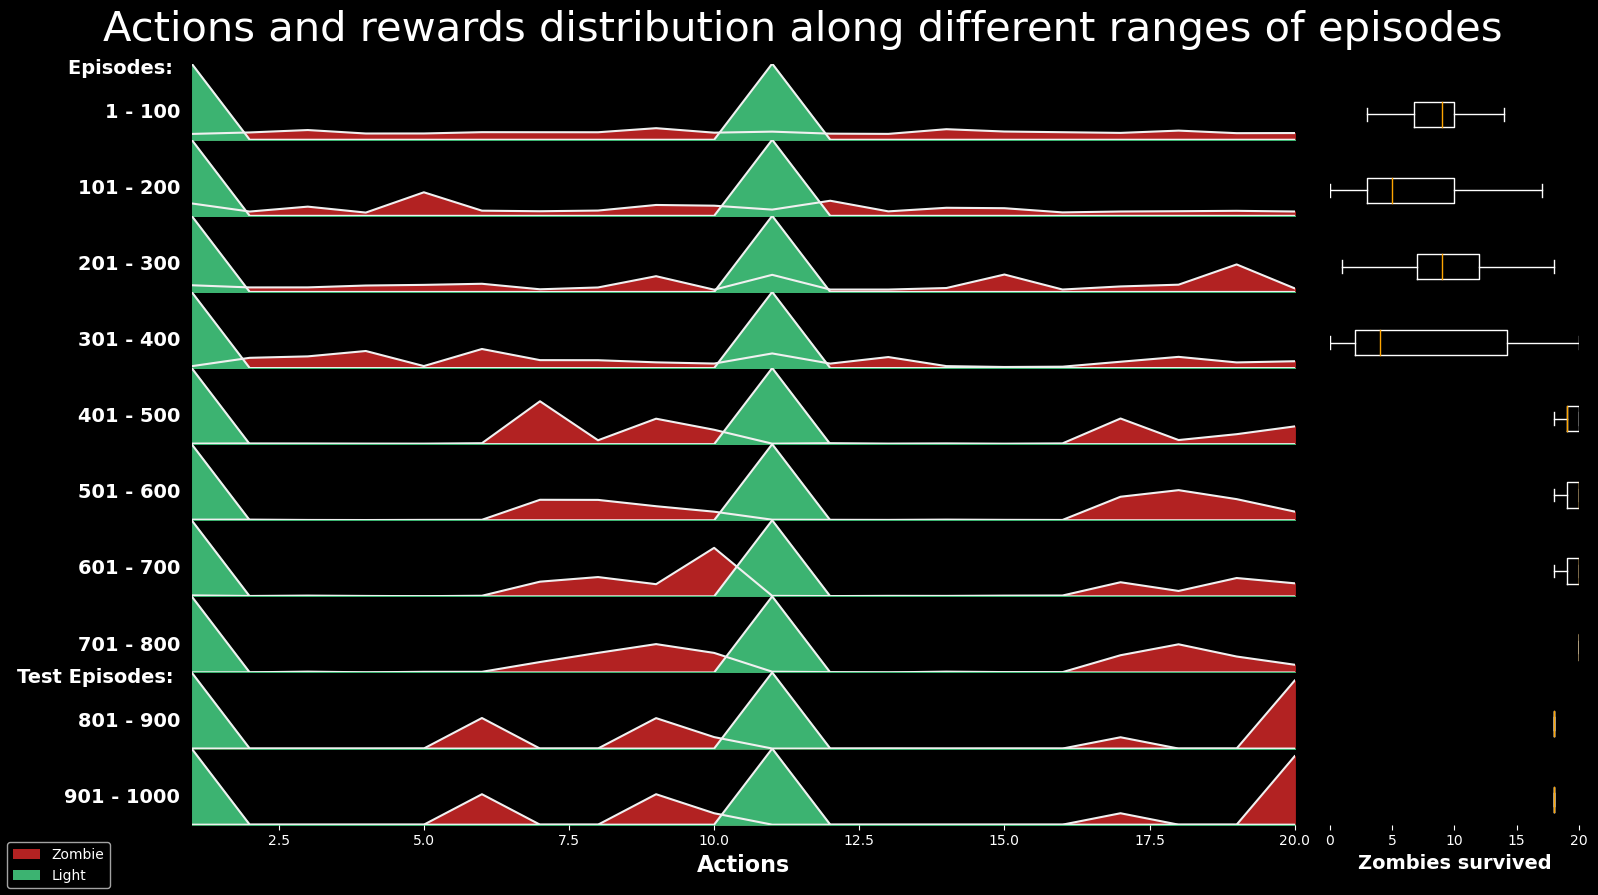 Actions and rewards distribution along different ranges of episodes
Episodes:
1 - 100
101 - 200
201 - 300
301 - 400
401 - 500
501 - 600
601 - 700
701 - 800
Test Episodes:
801 - 900
901 - 1000
2.5 5.0 7.5 10.0 12.5 15.0 17.5 20.0
Actions
0 5 10 15 20
Zombies survived
Zombie
Light